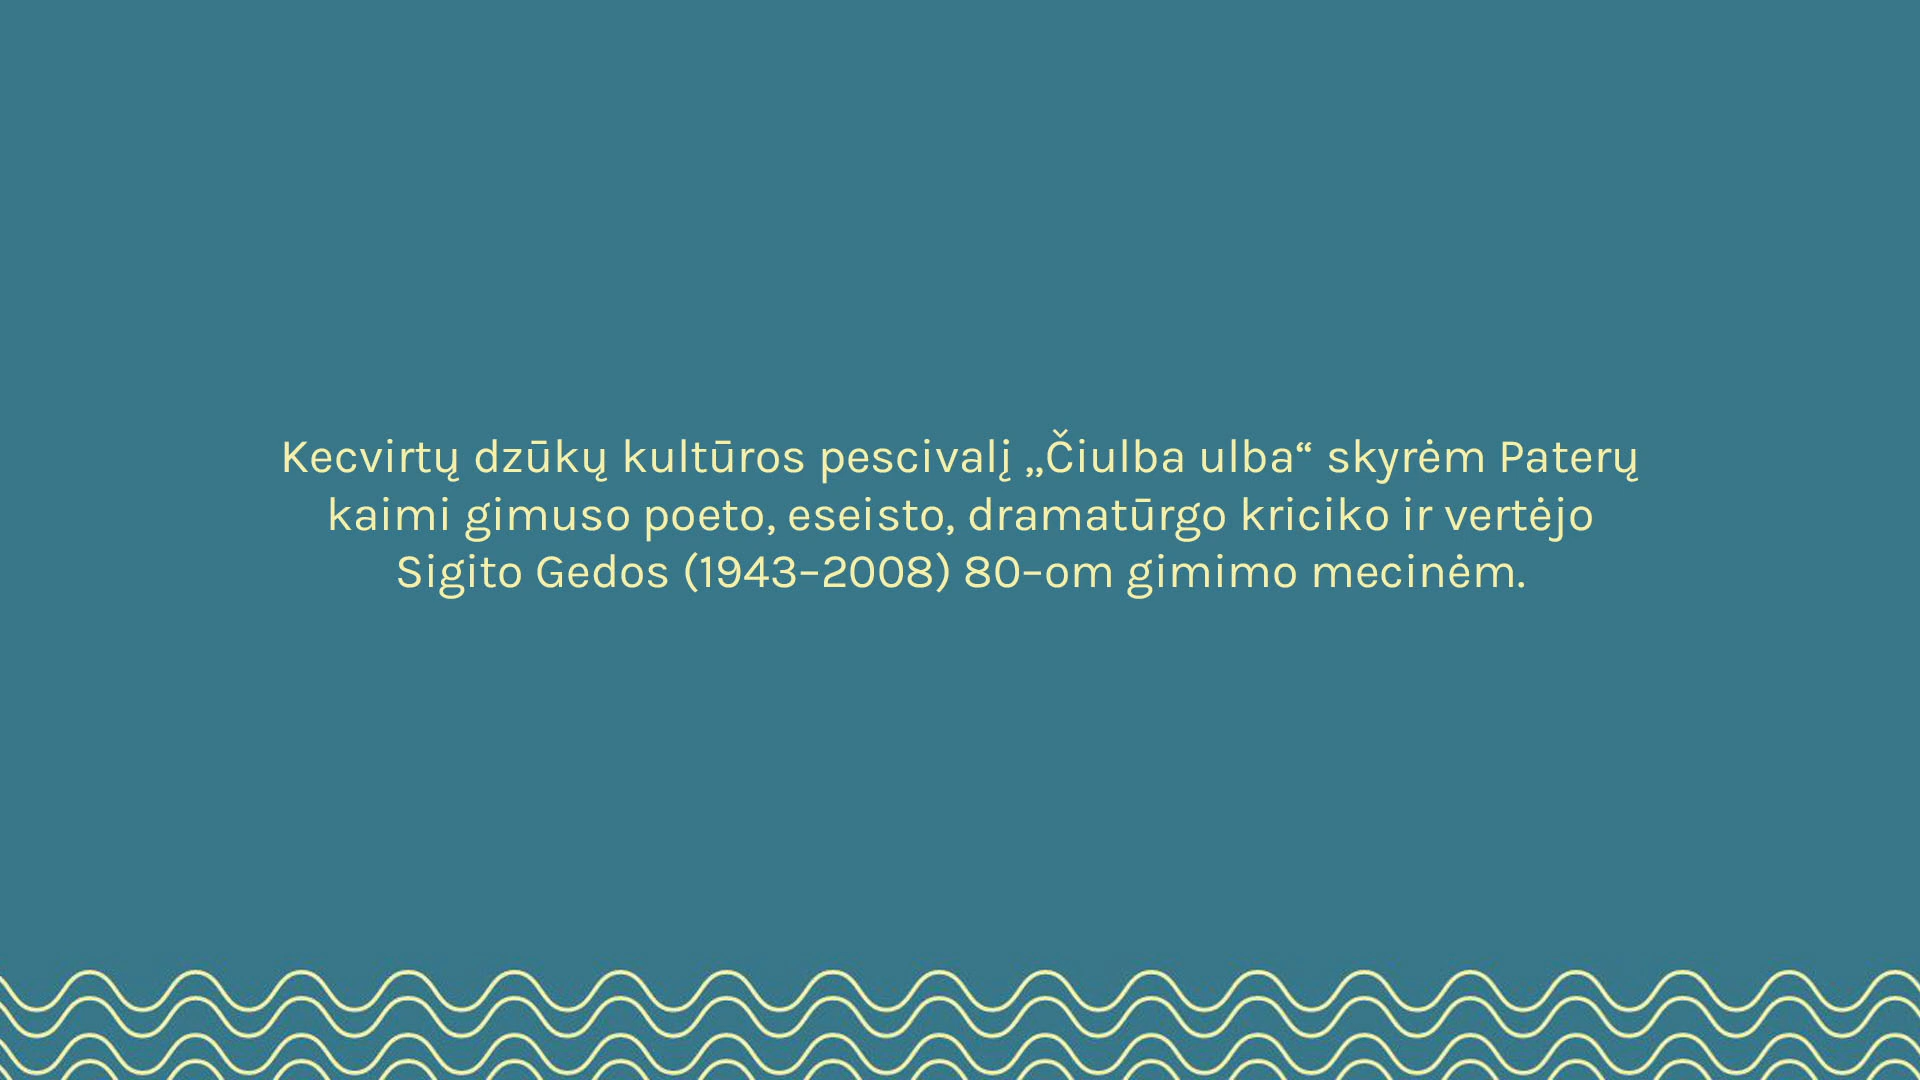 Kecvirtų dzūkų kultūros pescivalį „Čiulba ulba“ skyrėm Paterų
kaimi gimuso poeto, eseisto, dramatūrgo kriciko ir vertėjo
Sigito Gedos (1943–2008) 80–om gimimo mecinėm.